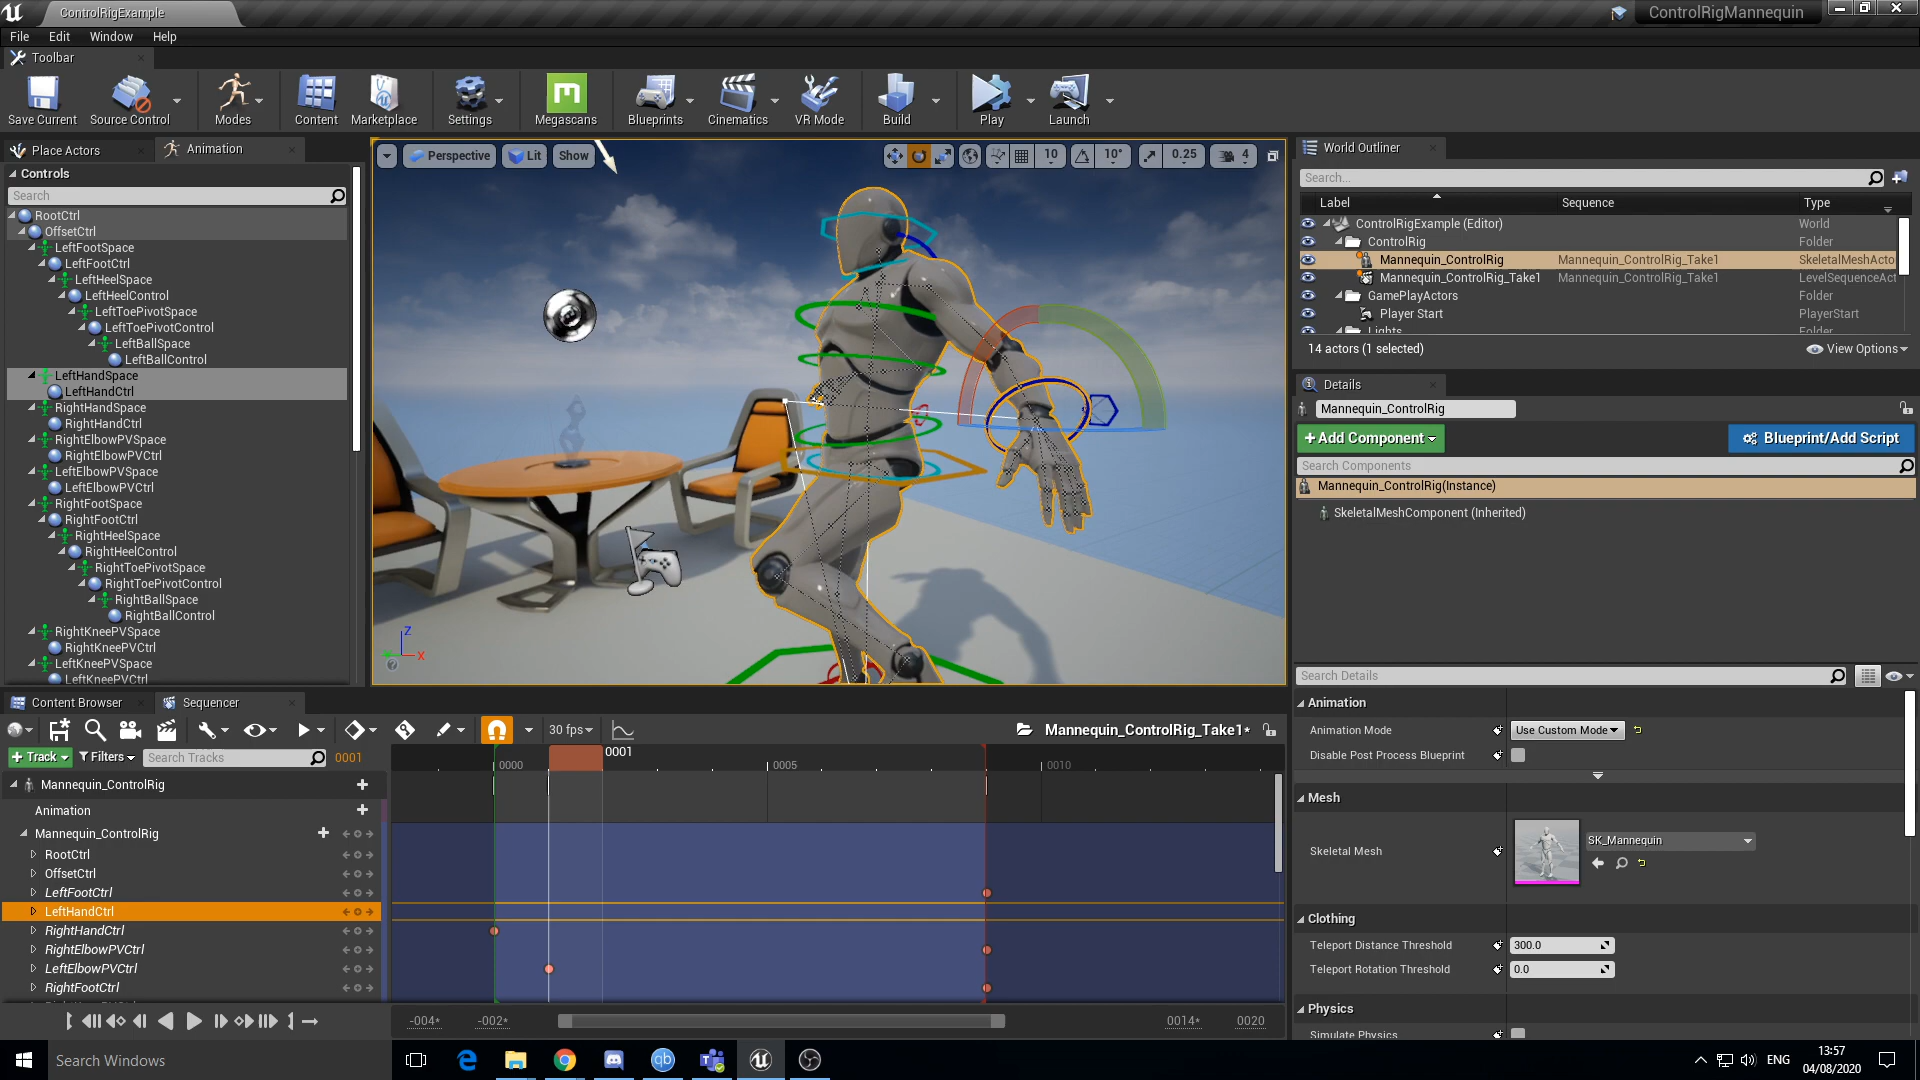 ControlRigExample
ControlRigMannequin
File Edit Window Help
Toolbar
Save Current
Source Control
Modes
Content
Marketplace
Settings
Megascans
Blueprints
Cinematics
VR Mode
Build
Play
Launch
Place Actors
Animation
Controls
Search
RootCtrl
OffsetCtrl
LeftFootSpace
LeftFootCtrl
LeftHeelSpace
LeftHeelControl
LeftToePivotSpace
LeftToePivotControl
LeftBallSpace
LeftBallControl
LeftHandSpace
LeftHandCtrl
RightHandSpace
RightHandCtrl
RightElbowPVSpace
RightElbowPVCtrl
LeftElbowPVSpace
LeftElbowPVCtrl
RightFootSpace
RightFootCtrl
RightHeelSpace
RightHeelControl
RightToePivotSpace
RightToePivotControl
RightBallSpace
RightBallControl
RightKneePVSpace
RightKneePVCtrl
LeftKneePVSpace
LeftKneePVCtrl
Perspective
Lit
Show
10
10°
0.25
4
Z
X
World Outliner
Search...
Label Sequence Type
ControlRigExample (Editor) World
ControlRig Folder
Mannequin_ControlRig Mannequin_ControlRig_Take1 SkeletalMeshActo
Mannequin_ControlRig_Take1 Mannequin_ControlRig_Take1 LevelSequenceAct
GamePlayActors Folder
Player Start PlayerStart
Lights Folder
14 actors (1 selected)
View Options
Details
Mannequin_ControlRig
+Add Component
Blueprint/Add Script
Search Components
Mannequin_ControlRig(Instance)
SkeletalMeshComponent (Inherited)
Search Details
Animation
Animation Mode Use Custom Mode
Disable Post Process Blueprint
Mesh
Skeletal Mesh SK_Mannequin
Clothing
Teleport Distance Threshold 300.0
Teleport Rotation Threshold 0.0
Physics
Simulate Physics
Content Browser
Sequencer
30 fps
Mannequin_ControlRig_Take1*
+ Track
Filters
Search Tracks
0001
0001
0000
0005
0010
Mannequin_ControlRig
Animation
Mannequin_ControlRig
RootCtrl
OffsetCtrl
LeftFootCtrl
LeftHandCtrl
RightHandCtrl
RightElbowPVCtrl
LeftElbowPVCtrl
RightFootCtrl
-004*
-002*
0014*
0020
Search Windows
qb
ENG
13:57
04/08/2020